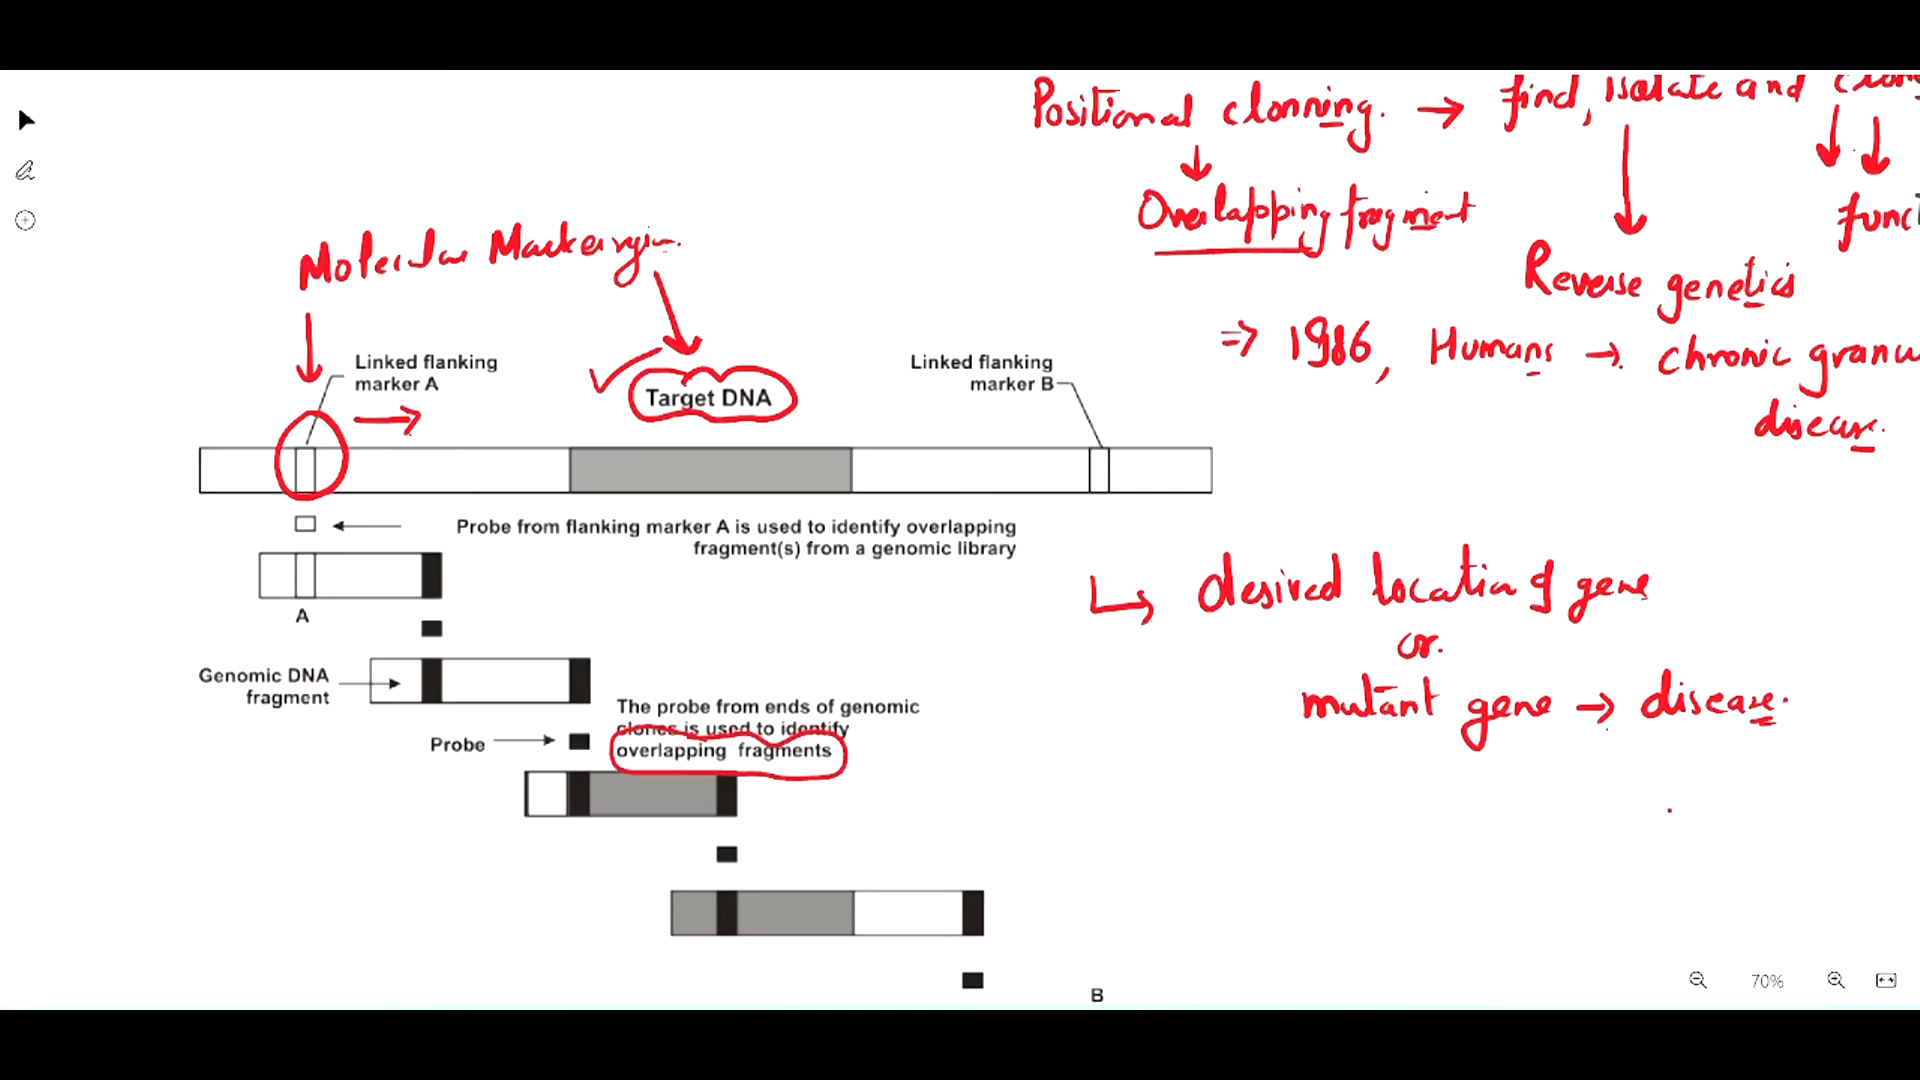 Positional clonning. → find, isolate and
Overlapping fragment
Reverse genetics
⇒ 1986, Humans → chronic granu
disease.
Molecular Marker
Linked flanking
marker A
Target DNA
Linked flanking
marker B
Probe from flanking marker A is used to identify overlapping
fragment(s) from a genomic library
A
Genomic DNA
fragment
The probe from ends of genomic
clones is used to identify
overlapping fragments
Probe
B
↳ desired location of gene
or.
mutant gene → disease.
70%